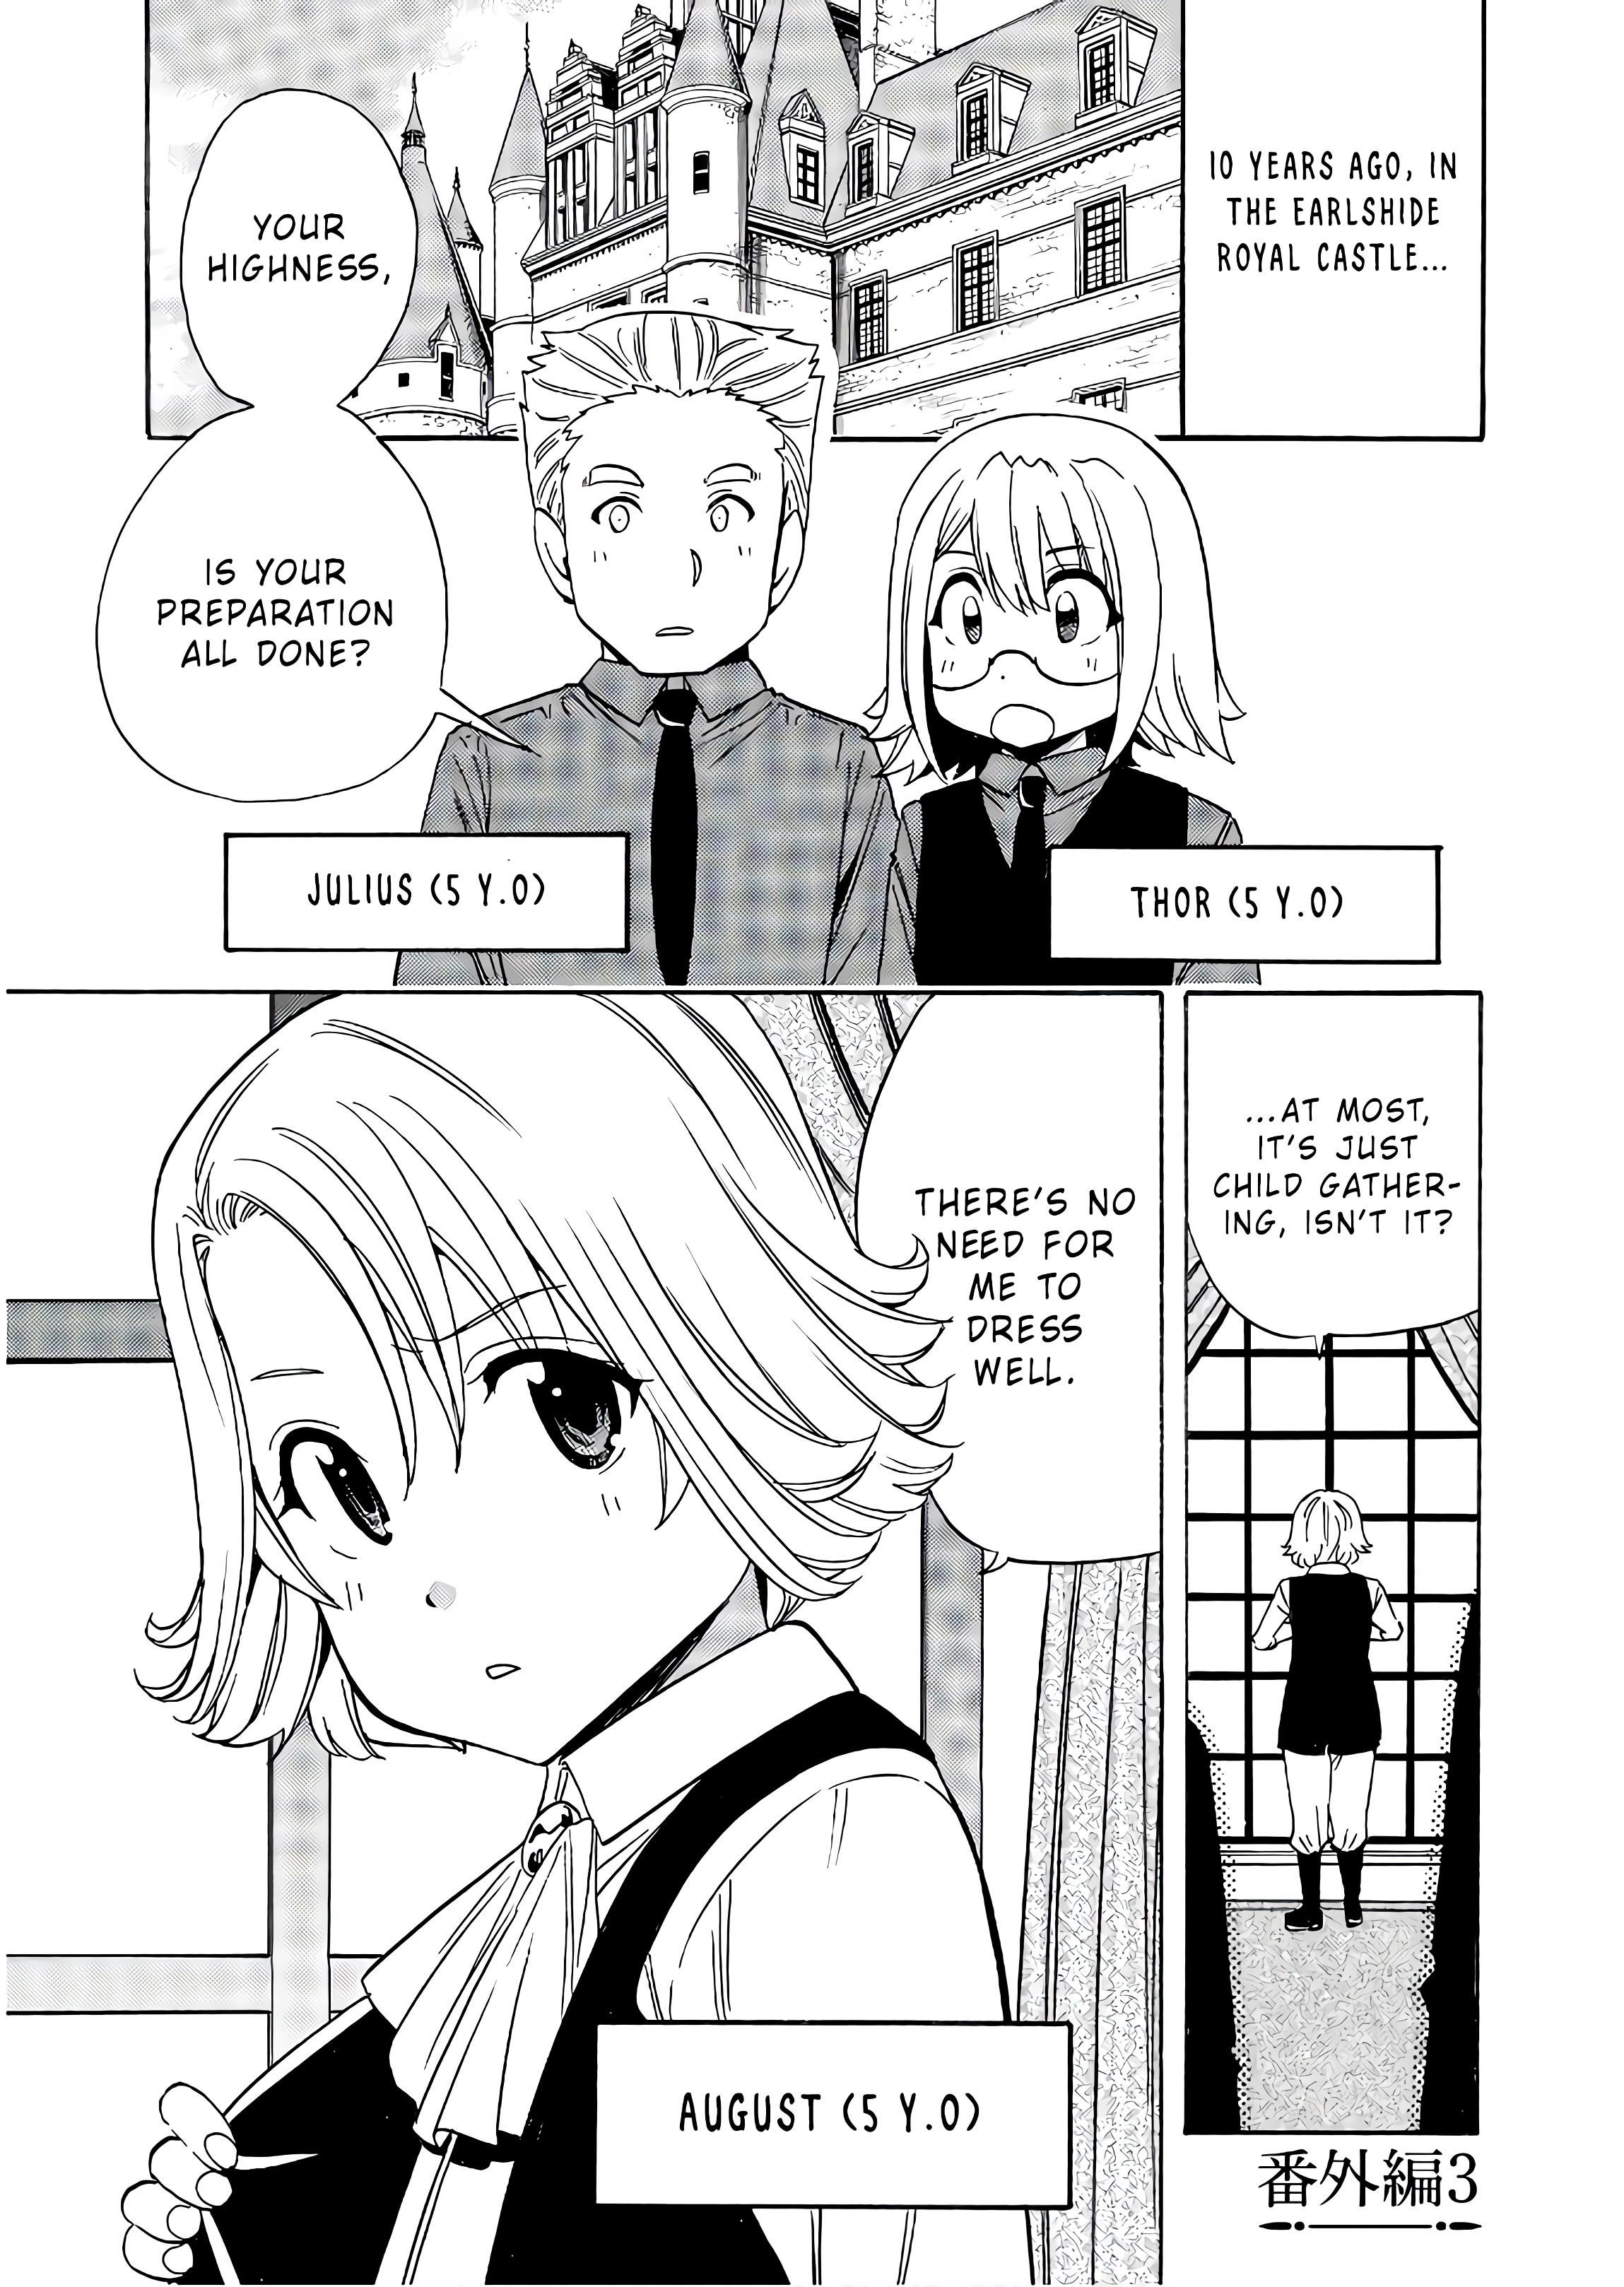 10 YEARS AGO, IN
THE EARLSHIDE
ROYAL CASTLE...
YOUR
HIGHNESS,
IS YOUR
PREPARATION
ALL DONE?
THOR (5 Y.O)
JULIUS (5 Y.O)
...AT MOST,
IT'S JUST
CHILD GATHER-
ING, ISN'T IT?
THERE'S NO
NEED FOR
ME TO
DRESS
WELL.
AUGUST (5 Y.O)
番外編3